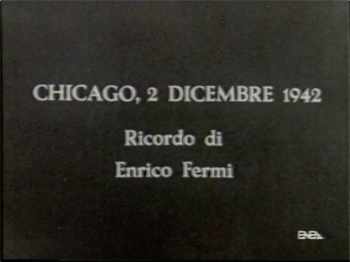 CHICAGO, 2 DICEMBRE 1942
Ricordo di
Enrico Fermi
ENEA